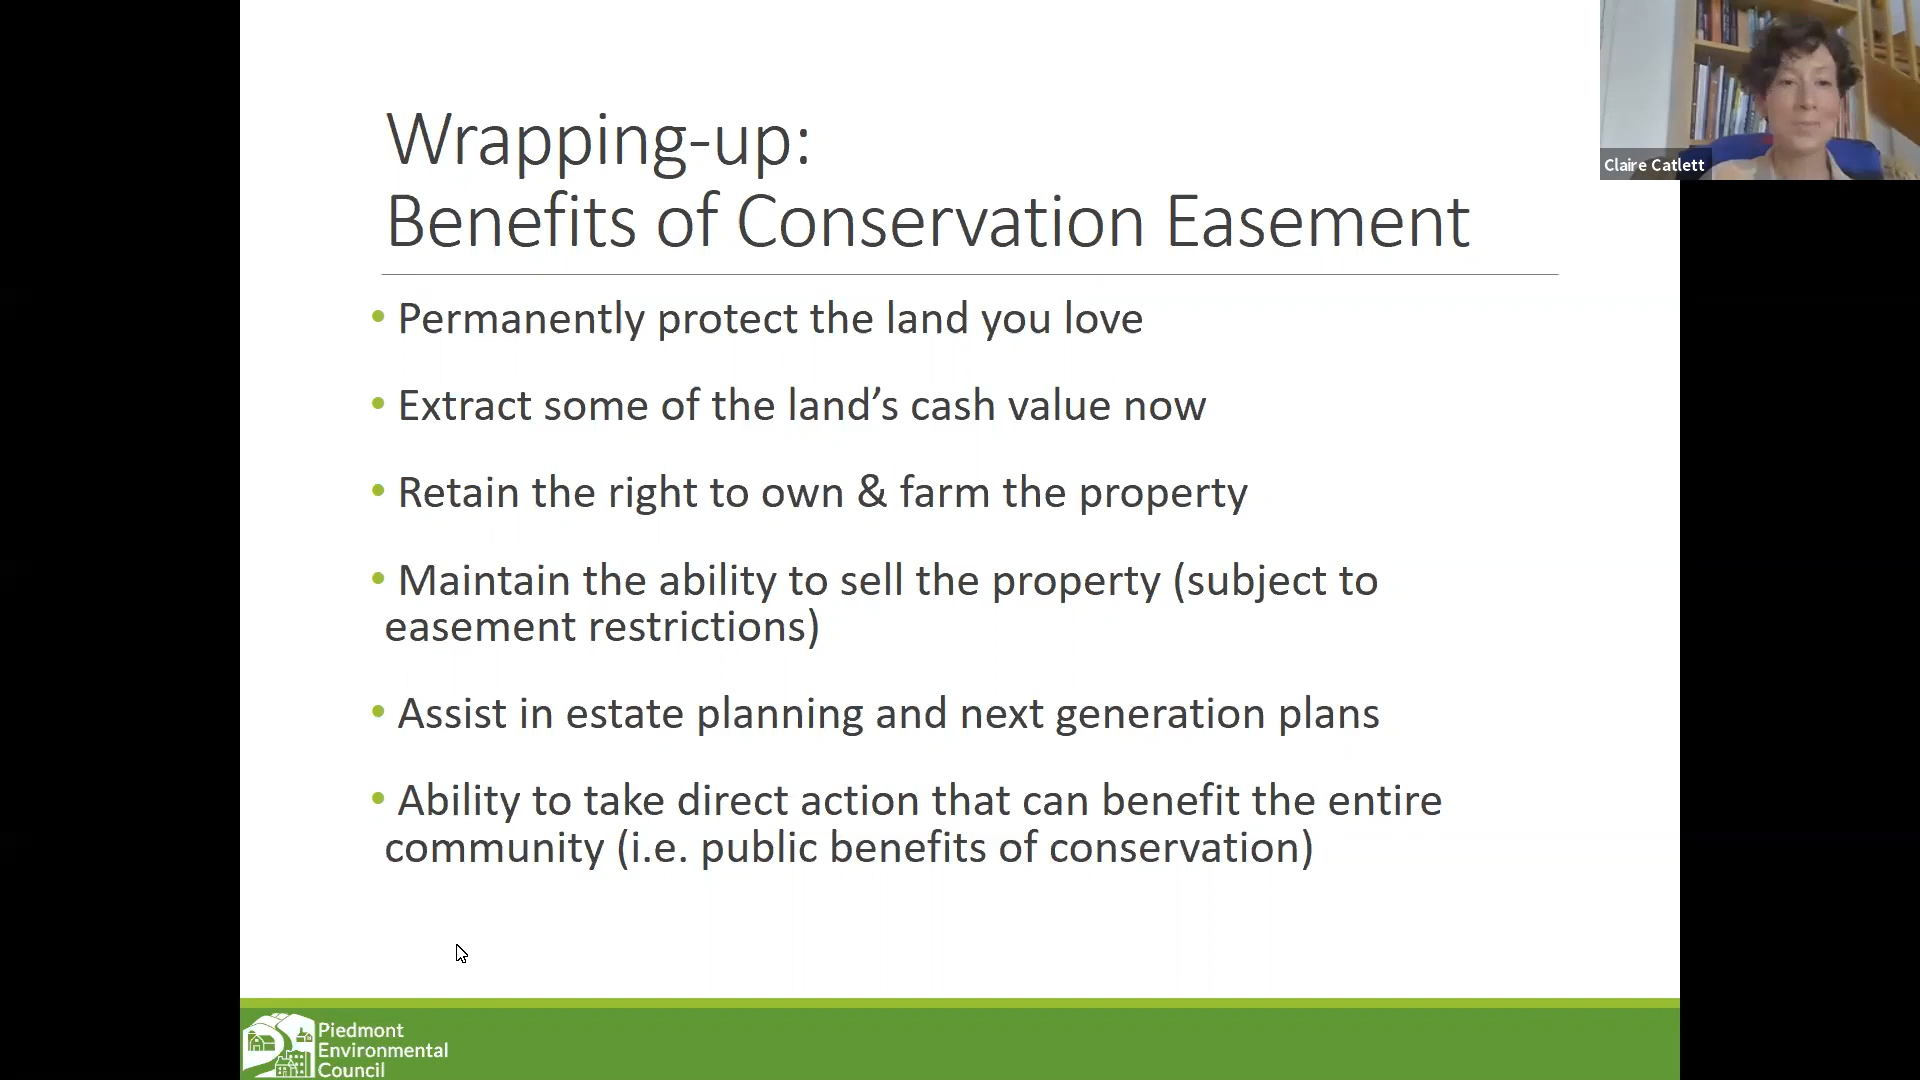 Wrapping-up:
Benefits of Conservation Easement
• Permanently protect the land you love
• Extract some of the land’s cash value now
• Retain the right to own & farm the property
• Maintain the ability to sell the property (subject to
easement restrictions)
• Assist in estate planning and next generation plans
• Ability to take direct action that can benefit the entire
community (i.e. public benefits of conservation)
Claire Catlett
Piedmont
Environmental
Council